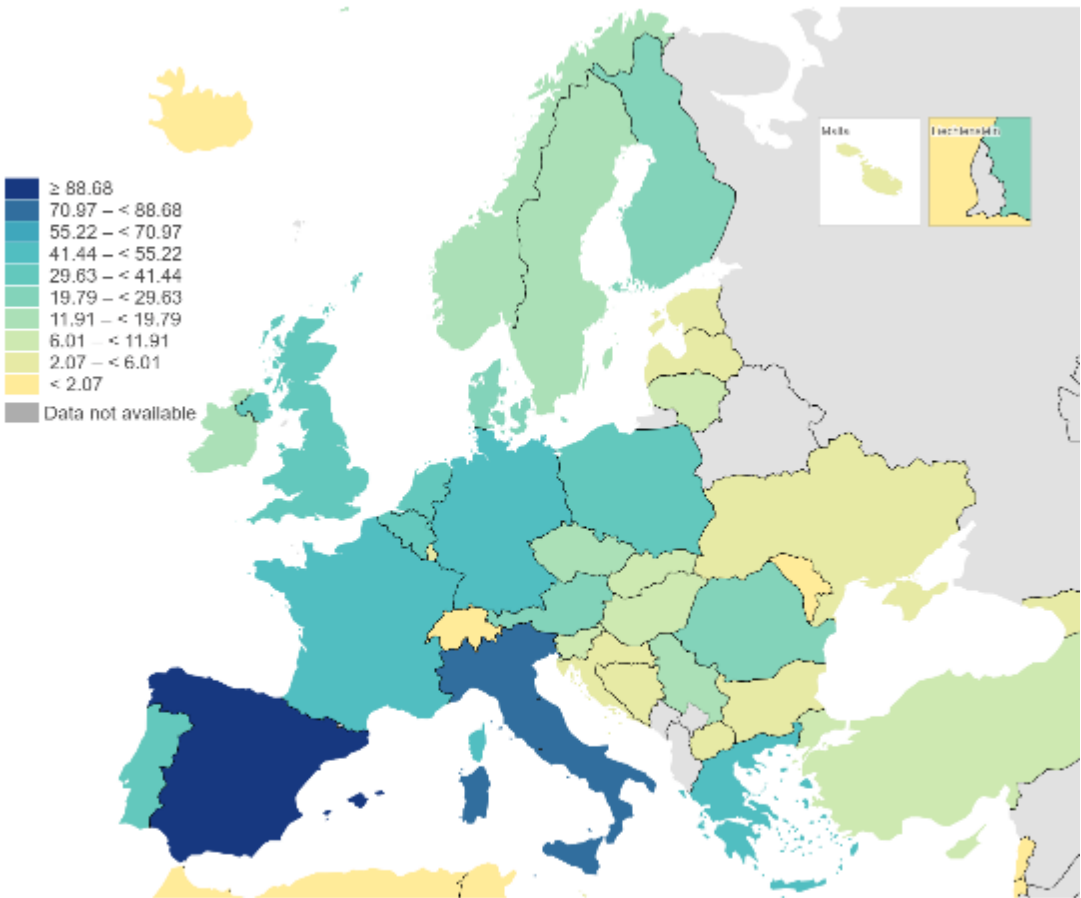 Malta
Liechtenstein
≥ 88.68
70.97 – < 88.68
55.22 – < 70.97
41.44 – < 55.22
29.63 – < 41.44
19.79 – < 29.63
11.91 – < 19.79
6.01 – < 11.91
2.07 – < 6.01
< 2.07
Data not available